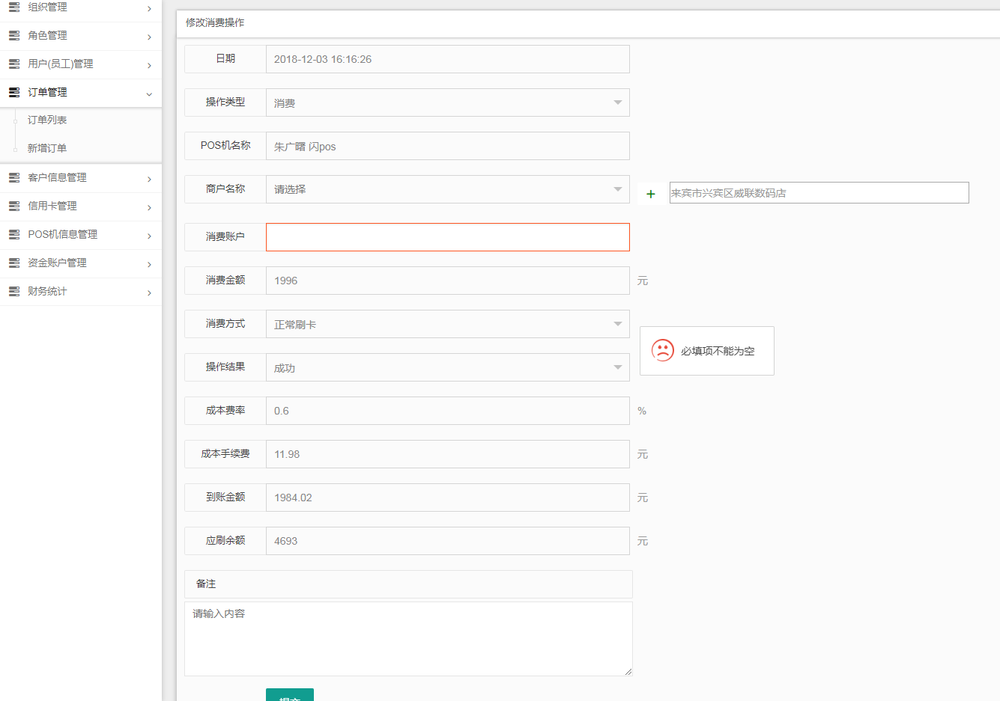 组织管理
角色管理
用户(员工)管理
订单管理
订单列表
新增订单
客户信息管理
信用卡管理
POS机信息管理
资金账户管理
财务统计
修改消费操作
日期 2018-12-03 16:16:26
操作类型 消费
POS机名称 朱广曙 闪pos
商户名称 请选择 + 来宾市兴宾区威联数码店
消费账户
消费金额 1996 元
消费方式 正常刷卡
必填项不能为空
操作结果 成功
成本费率 0.6 %
成本手续费 11.98 元
到账金额 1984.02 元
应刷余额 4693 元
备注
请输入内容
提交